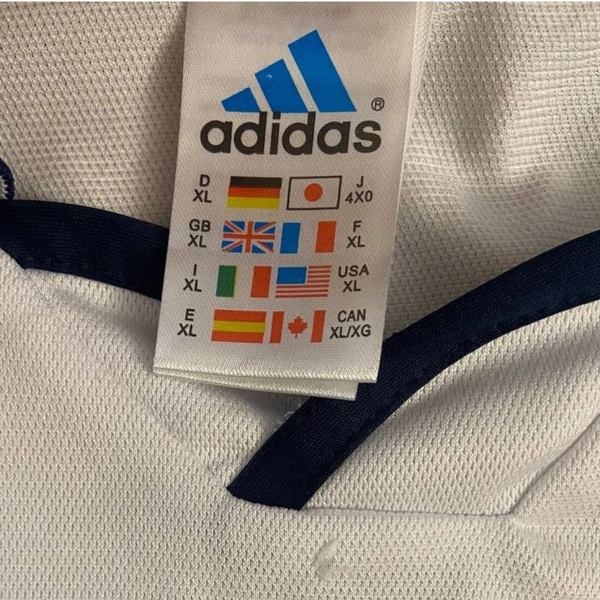 adidas ®
D XL J 4X0
GB XL F XL
I XL USA XL
E XL CAN XL/XG